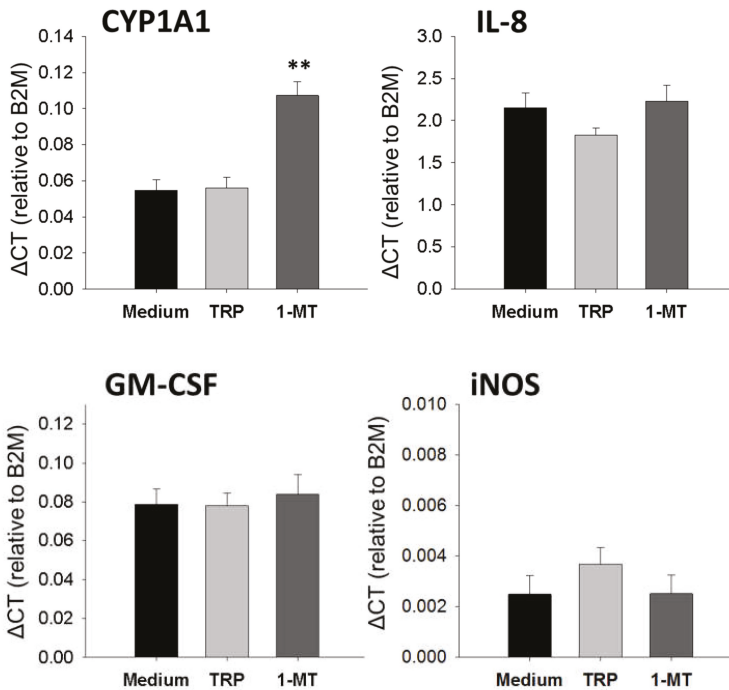 CYP1A1
ΔCT (relative to B2M)
0.14
0.12
0.10
0.08
0.06
0.04
0.02
0.00
**
Medium TRP 1-MT
IL-8
ΔCT (relative to B2M)
3.0
2.5
2.0
1.5
1.0
0.5
0.0
Medium TRP 1-MT
GM-CSF
ΔCT (relative to B2M)
0.12
0.10
0.08
0.06
0.04
0.02
0.00
Medium TRP 1-MT
iNOS
ΔCT (relative to B2M)
0.010
0.008
0.006
0.004
0.002
0.000
Medium TRP 1-MT